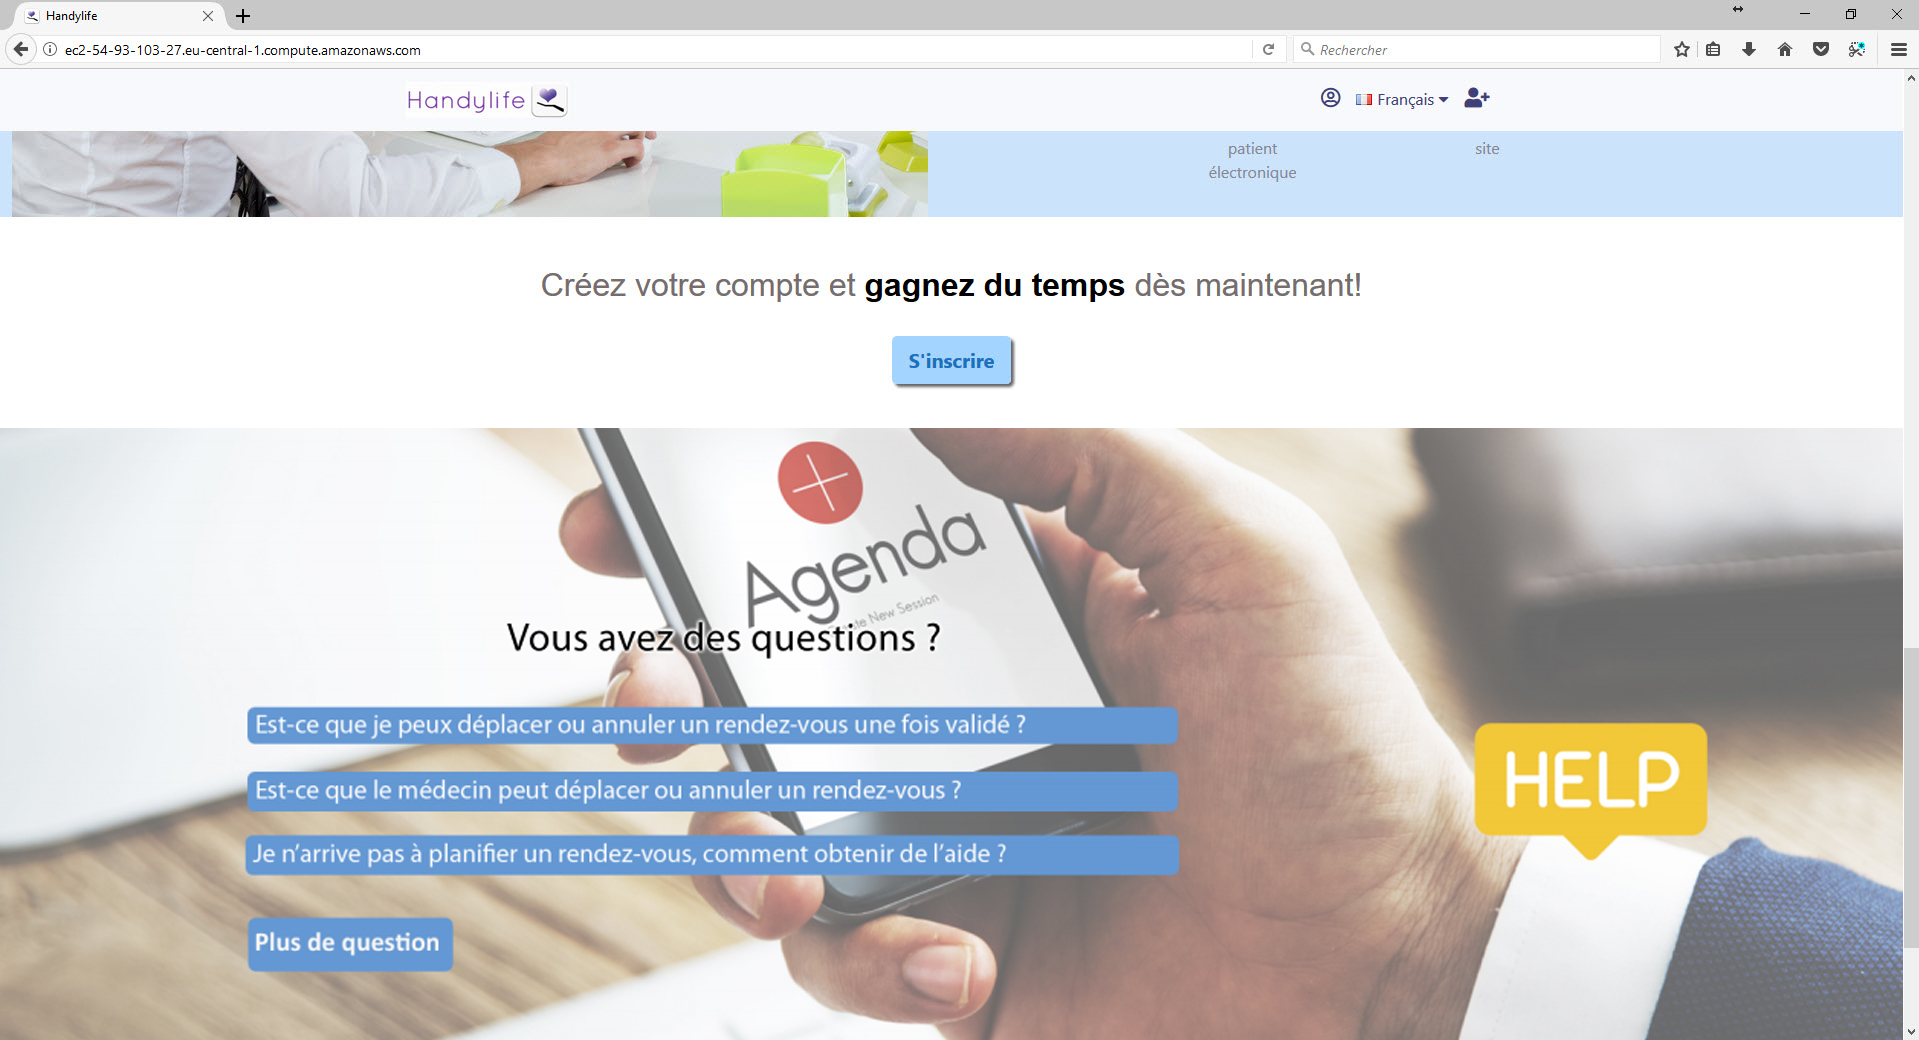 Handylife
ec2-54-93-103-27.eu-central-1.compute.amazonaws.com
Rechercher
Handylife
Français
patient
électronique
site
Créez votre compte et gagnez du temps dès maintenant!
S'inscrire
Agenda
New Session
Vous avez des questions ?
Est-ce que je peux déplacer ou annuler un rendez-vous une fois validé ?
Est-ce que le médecin peut déplacer ou annuler un rendez-vous ?
HELP
Je n’arrive pas à planifier un rendez-vous, comment obtenir de l’aide ?
Plus de question